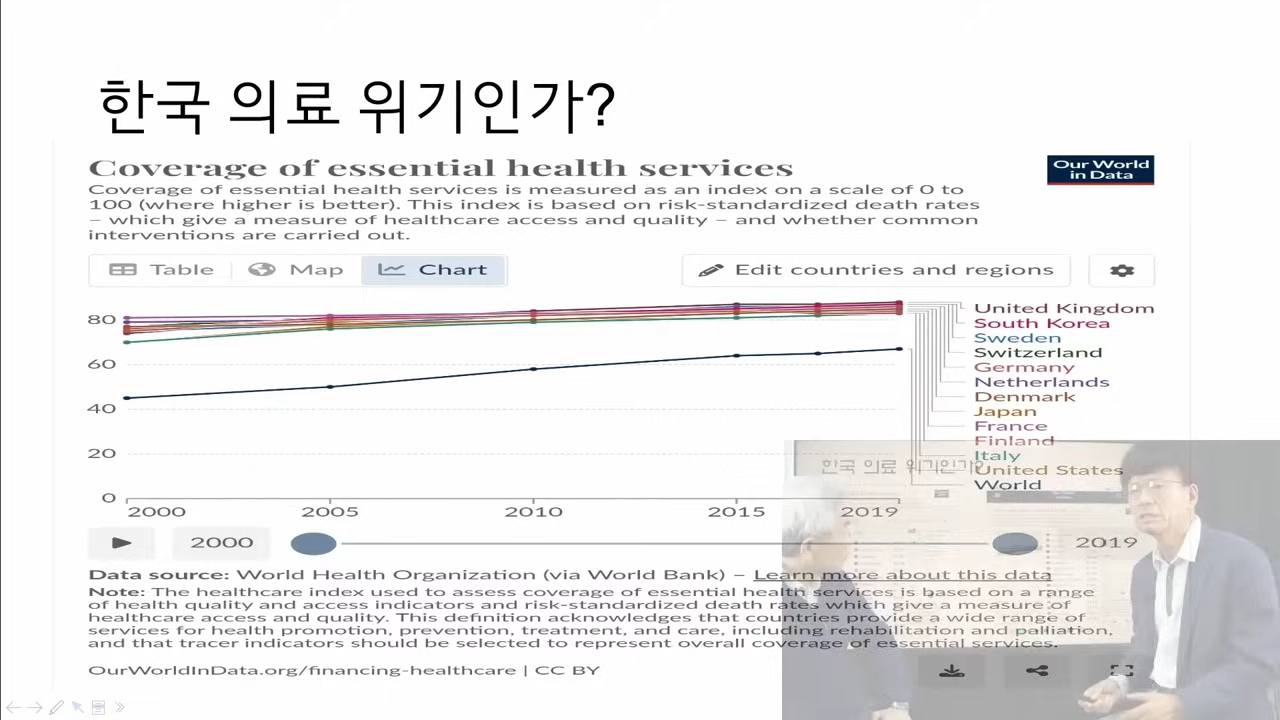 한국 의료 위기인가?
Coverage of essential health services
Our World
in Data
Coverage of essential health services is measured as an index on a scale of 0 to
100 (where higher is better). This index is based on risk-standardized death rates
– which give a measure of healthcare access and quality – and whether common
interventions are carried out.
Table
Map
Chart
Edit countries and regions
80
60
40
20
0
2000
2005
2010
2015
2019
United Kingdom
South Korea
Sweden
Switzerland
Germany
Netherlands
Denmark
Japan
France
Finland
Italy
United States
World
한국 의료 위기인가?
2000
2019
Data source: World Health Organization (via World Bank) – Learn more about this data
Note: The healthcare index used to assess coverage of essential health services is based on a range
of health quality and access indicators and risk-standardized death rates which give a measure of
healthcare access and quality. This definition acknowledges that countries provide a wide range of
services for health promotion, prevention, treatment, and care, including rehabilitation and palliation,
and that tracer indicators should be selected to represent overall coverage of essential services.
OurWorldInData.org/financing-healthcare | CC BY